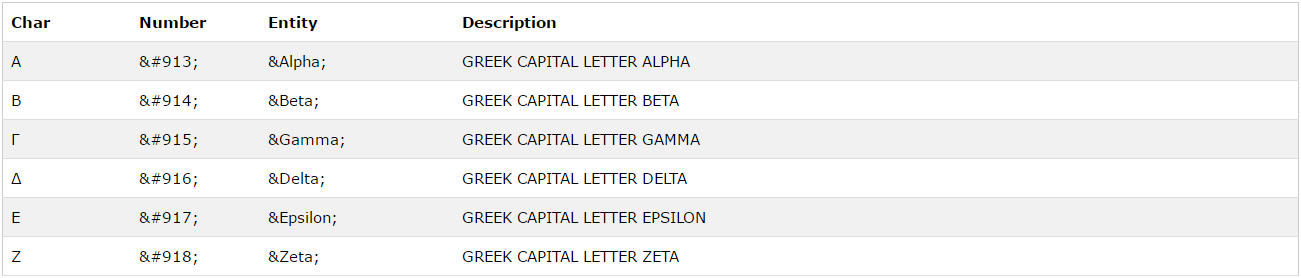 Char Number Entity Description
Α &#913; &Alpha; GREEK CAPITAL LETTER ALPHA
Β &#914; &Beta; GREEK CAPITAL LETTER BETA
Γ &#915; &Gamma; GREEK CAPITAL LETTER GAMMA
Δ &#916; &Delta; GREEK CAPITAL LETTER DELTA
Ε &#917; &Epsilon; GREEK CAPITAL LETTER EPSILON
Ζ &#918; &Zeta; GREEK CAPITAL LETTER ZETA